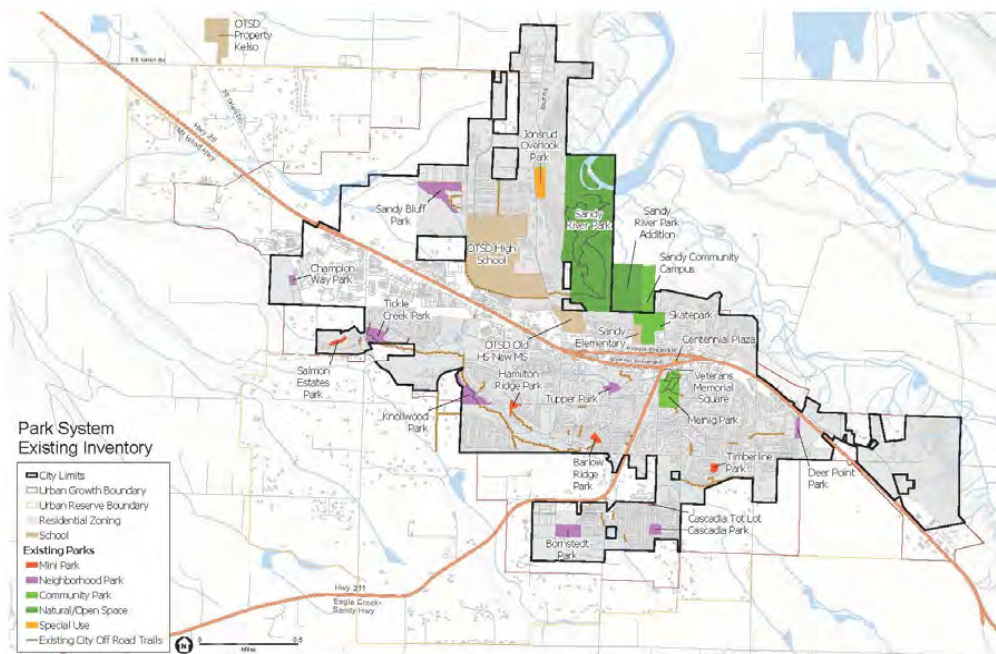 OTSD
Property
Kelso
Hwy 26
Mt Hood Hwy
Jonsrud
Overlook
Park
Sandy Bluff
Park
Sandy
River Park
Sandy
River Park
Addition
OTSD High
School
Sandy Community
Campus
Champion
Way Park
Tickle
Creek Park
Skatepark
Sandy
Elementary
Centennial Plaza
OTSD Old
HS New MS
Salmon
Estates
Park
Hamilton
Ridge Park
Tupper Park
Veterans
Memorial
Square
Meinig Park
Knollwood
Park
Barlow
Ridge
Park
Timberline
Park
Deer Point
Park
Cascadia Tot Lot
Cascadia Park
Bornstedt
Park
Hwy 211
Eagle Creek-
Sandy Hwy
Park System
Existing Inventory
City Limits
Urban Growth Boundary
Urban Reserve Boundary
Residential Zoning
School
Existing Parks
Mini Park
Neighborhood Park
Community Park
Natural/Open Space
Special Use
Existing City Off Road Trails
N
0
0.5
Miles